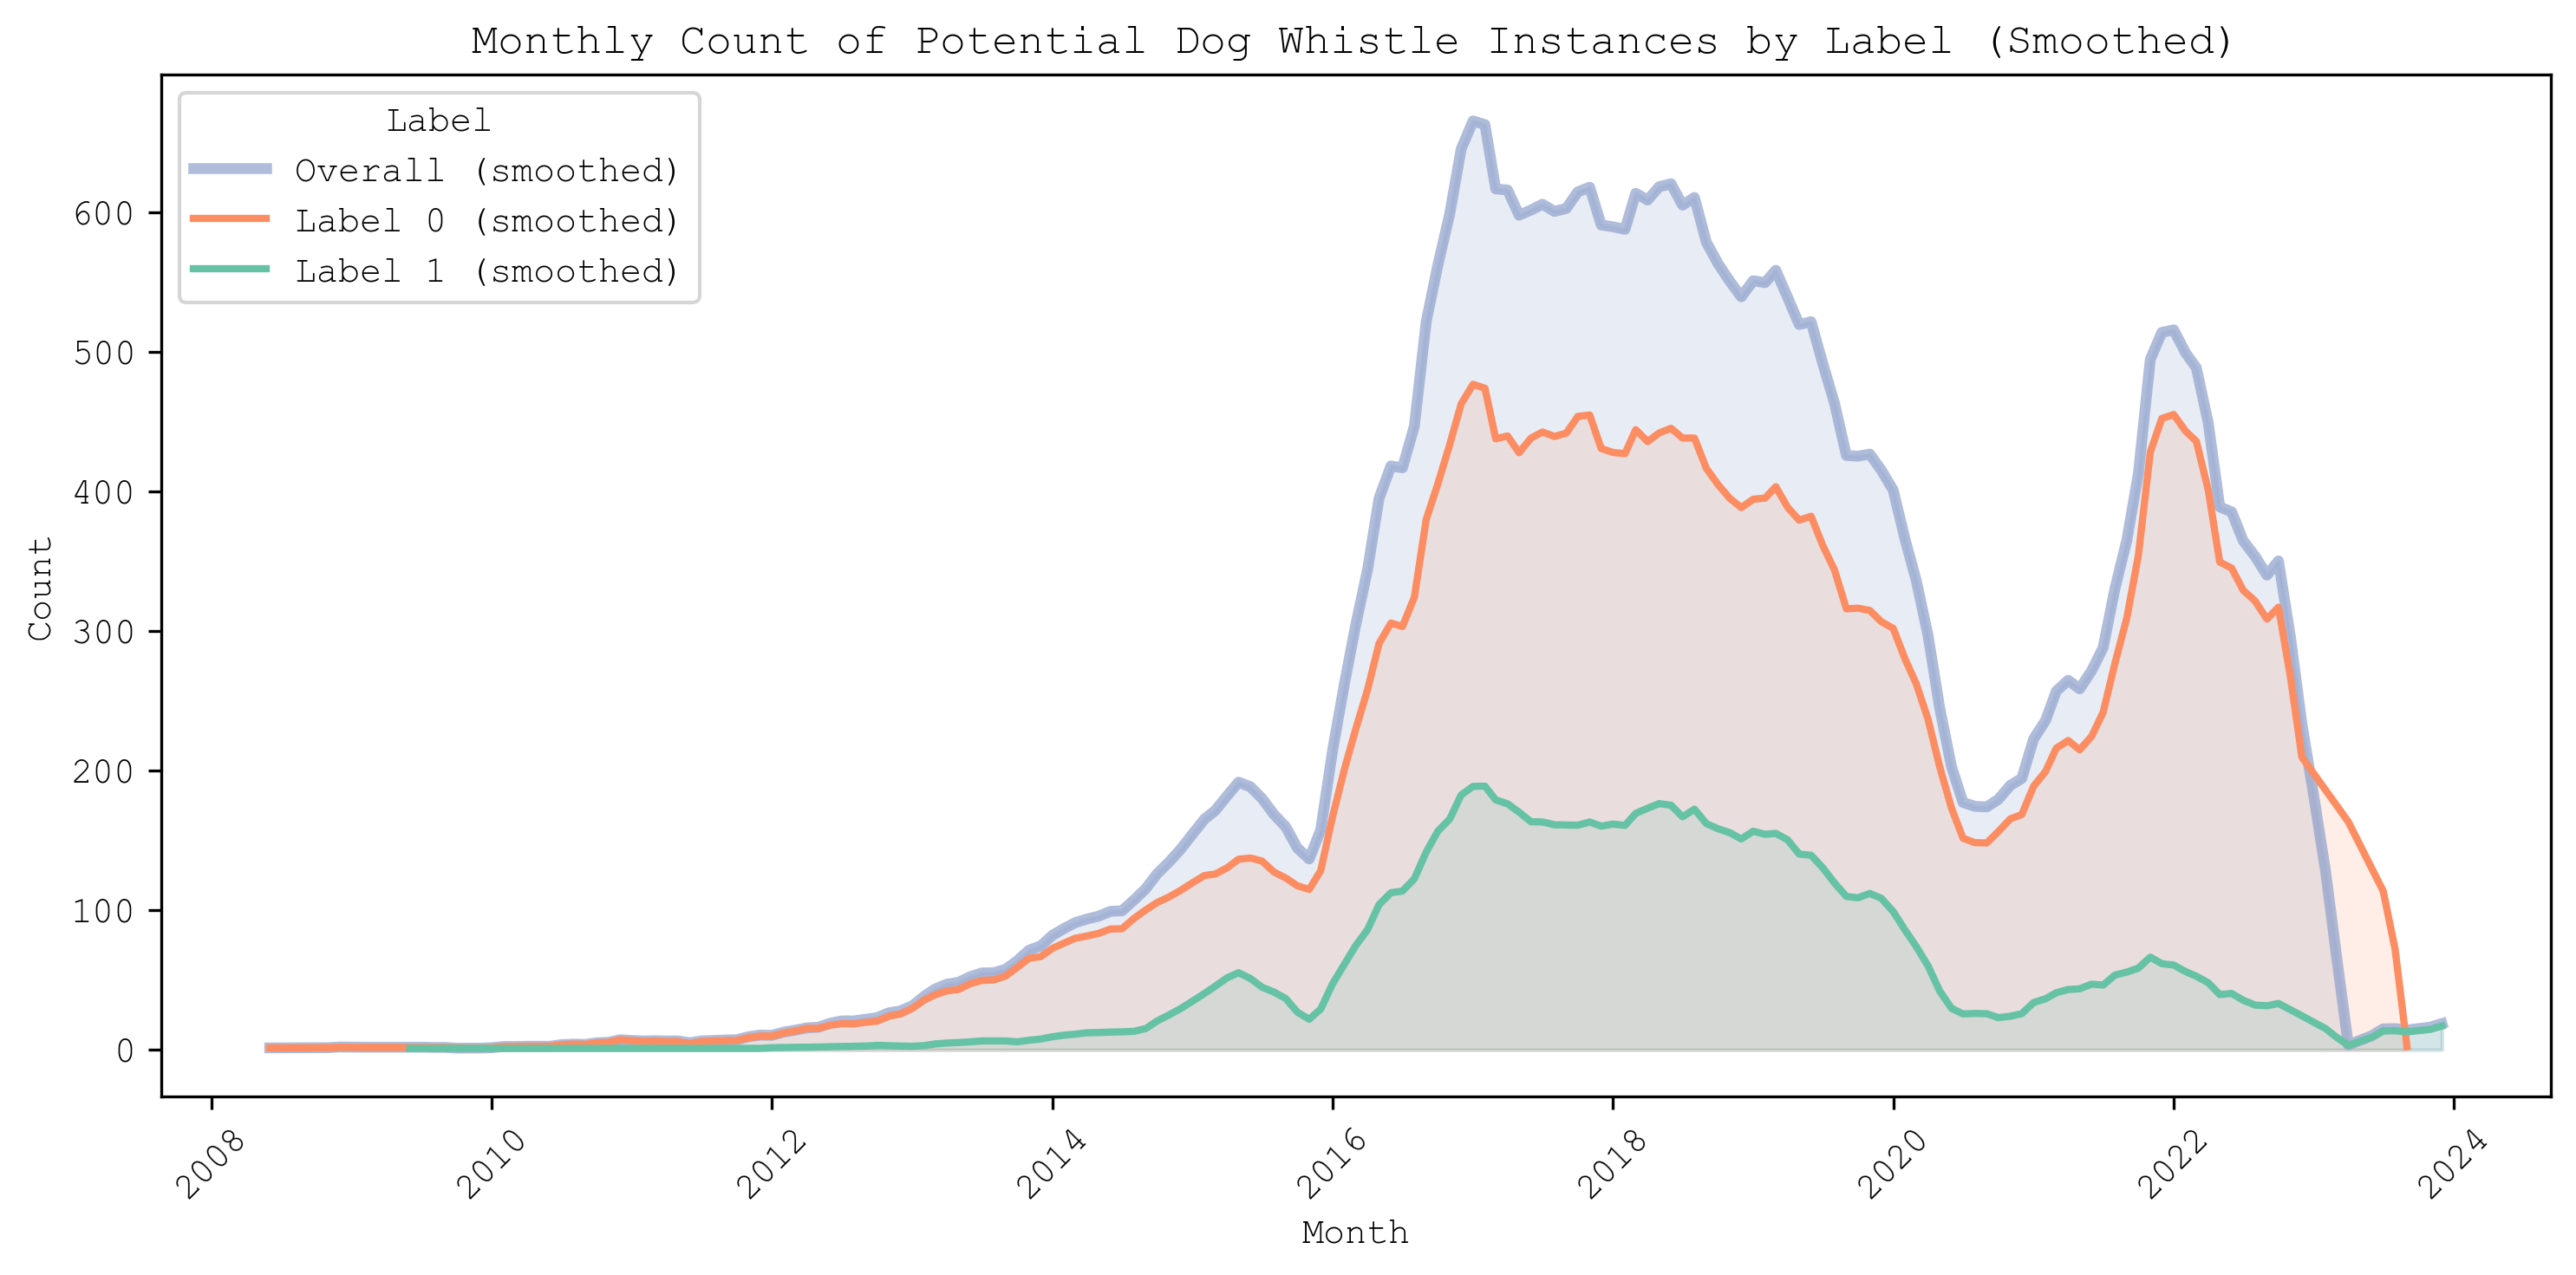 Monthly Count of Potential Dog Whistle Instances by Label (Smoothed)
Label
Overall (smoothed)
Label 0 (smoothed)
Label 1 (smoothed)
Count
600
500
400
300
200
100
0
2008
2010
2012
2014
2016
2018
2020
2022
2024
Month